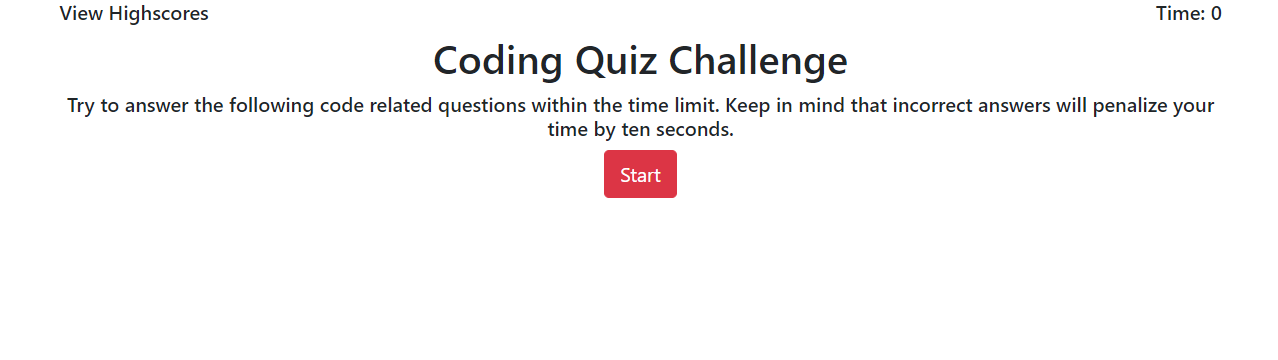 View Highscores
Time: 0
Coding Quiz Challenge
Try to answer the following code related questions within the time limit. Keep in mind that incorrect answers will penalize your
time by ten seconds.
Start